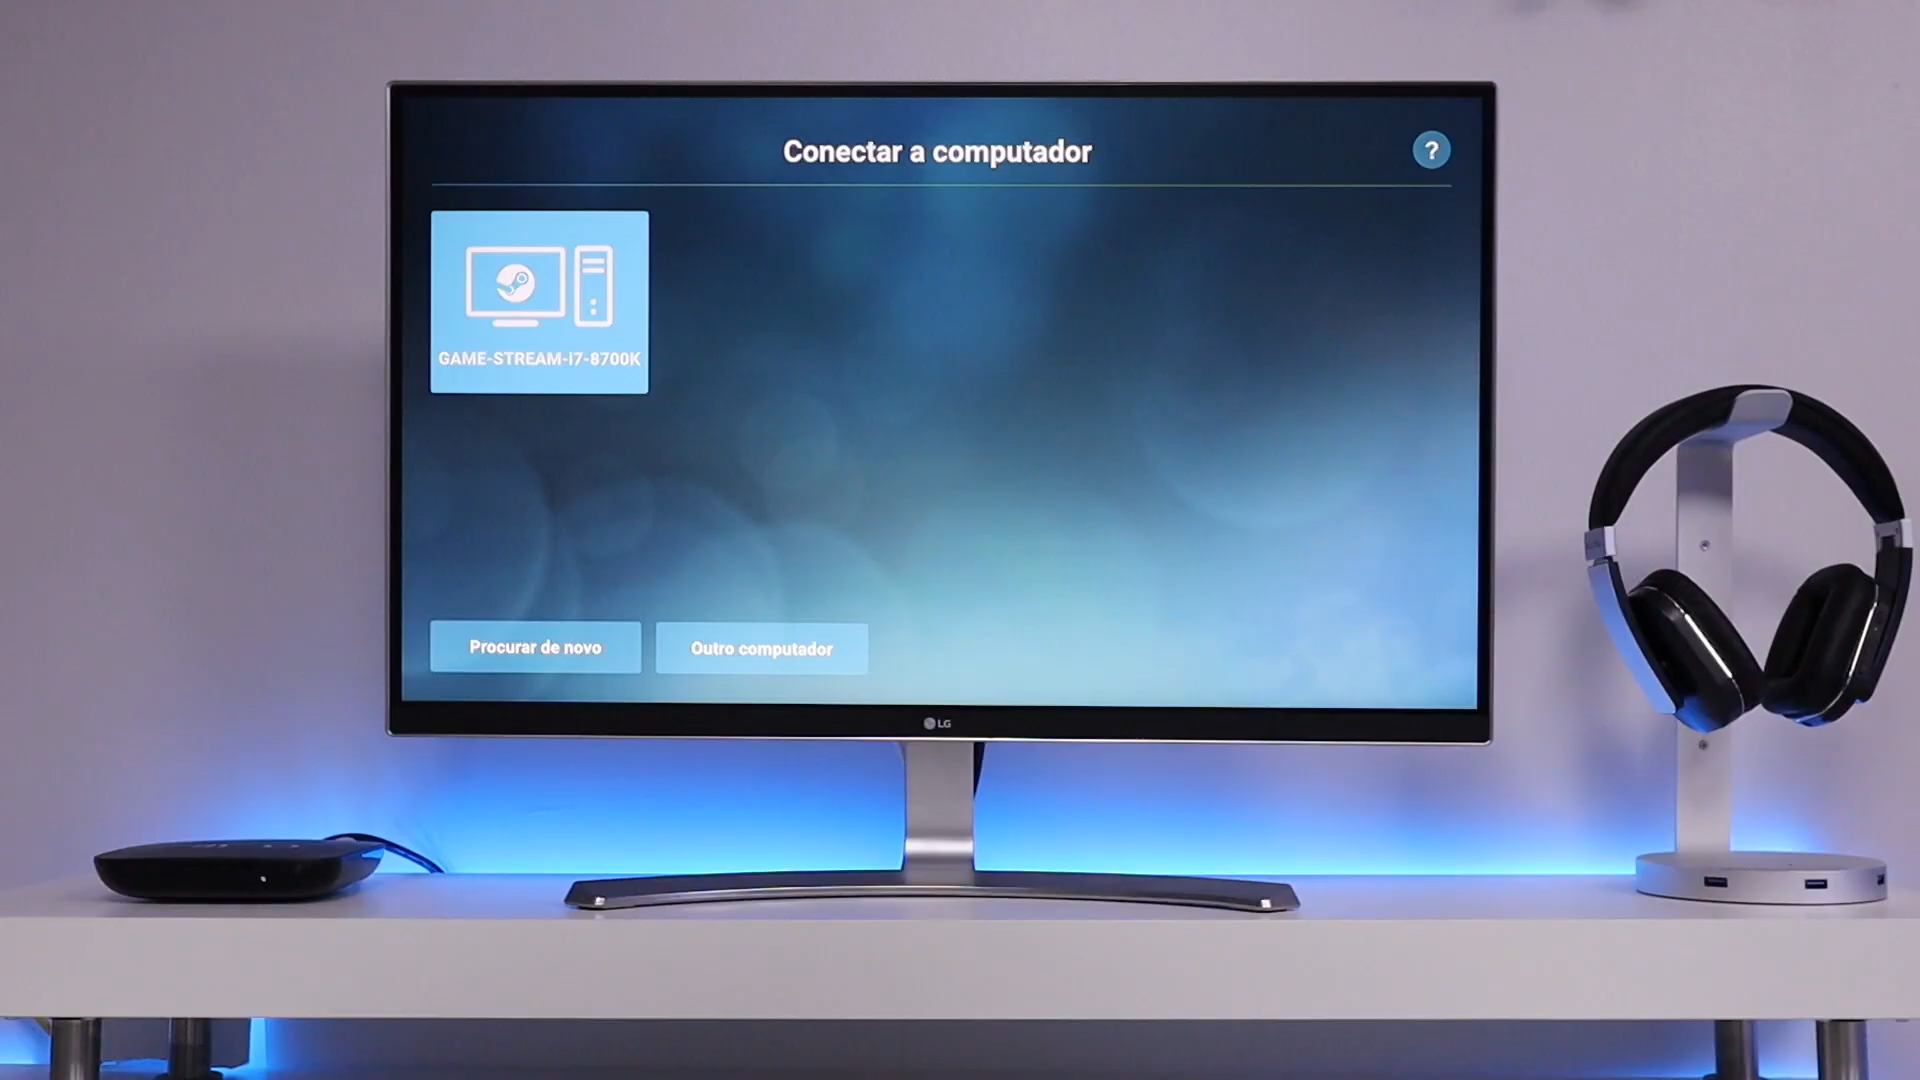 Conectar a computador
?
GAME-STREAM-I7-8700K
Procurar de novo
Outro computador
LG